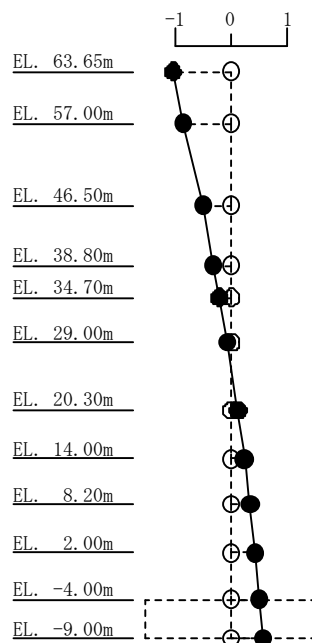 -1 0 1
EL. 63.65m
EL. 57.00m
EL. 46.50m
EL. 38.80m
EL. 34.70m
EL. 29.00m
EL. 20.30m
EL. 14.00m
EL. 8.20m
EL. 2.00m
EL. -4.00m
EL. -9.00m